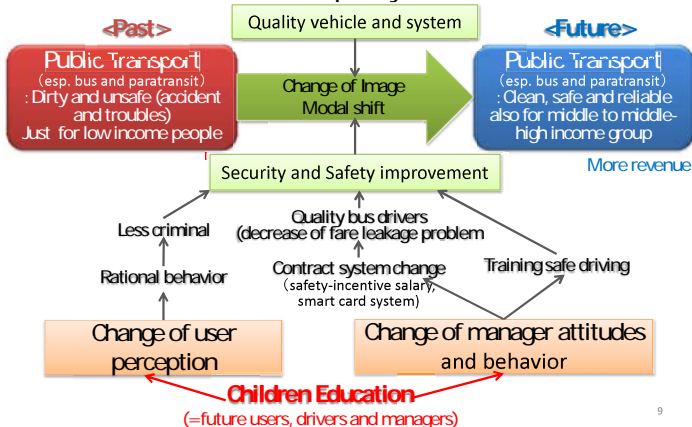 Quality vehicle and system
<Past>
<Future>
Public Transport
(esp. bus and paratransit)
: Dirty and unsafe (accident
and troubles)
Just for low income people
Change of Image
Modal shift
Public Transport
(esp. bus and paratransit)
: Clean, safe and reliable
also for middle to middle-
high income group
More revenue
Security and Safety improvement
Less criminal
Rational behavior
Quality bus drivers
(decrease of fare leakage problem
Contract system change
(safety-incentive salary,
smart card system)
Training safe driving
Change of user
perception
Change of manager attitudes
and behavior
Children Education
(=future users, drivers and managers)
9